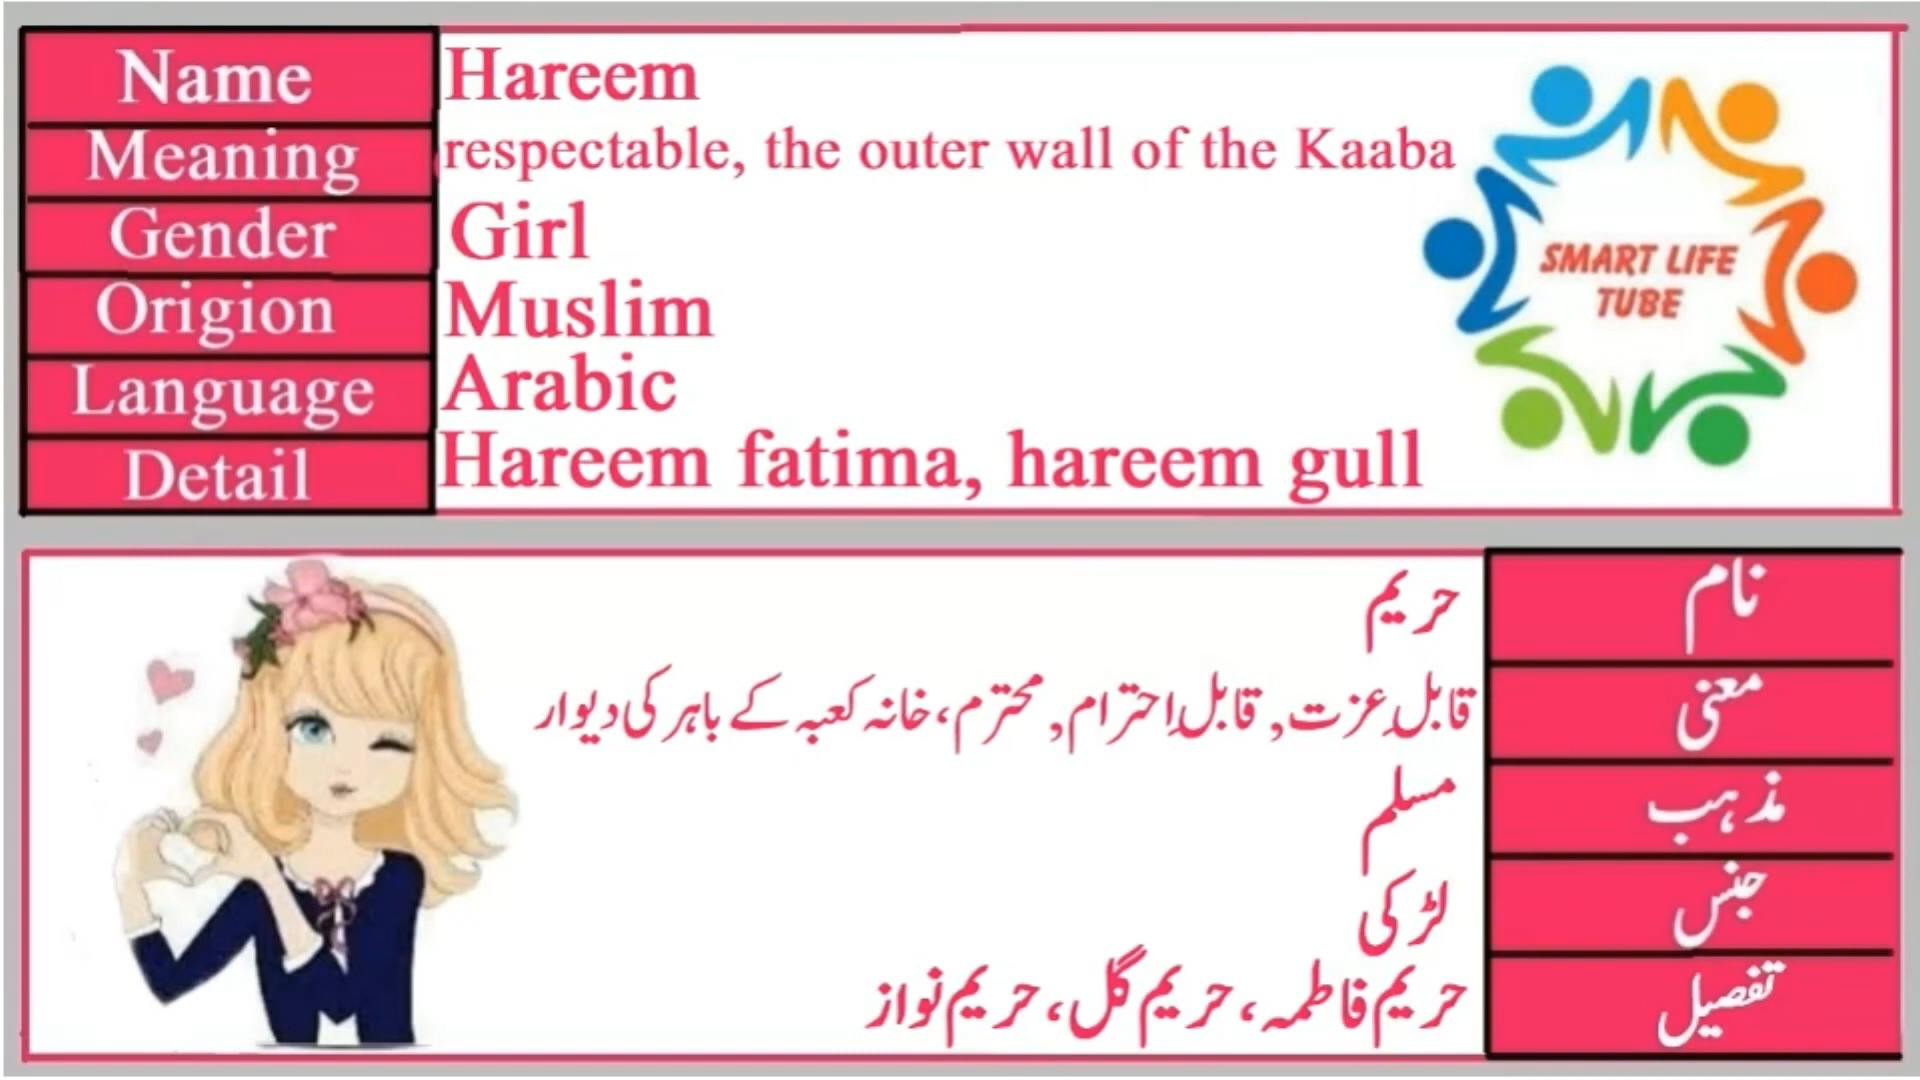 Name Hareem
Meaning respectable, the outer wall of the Kaaba
Gender Girl
Origion Muslim
Language Arabic
Detail Hareem fatima, hareem gull
SMART LIFE
TUBE
نام حریم
معنی قابلِ عزت, قابلِ احترام, محترم، خانہ کعبہ کے باہر کی دیوار
مذہب مسلم
جنس لڑکی
تفصیل حریم فاطمہ، حریم گل، حریم نواز